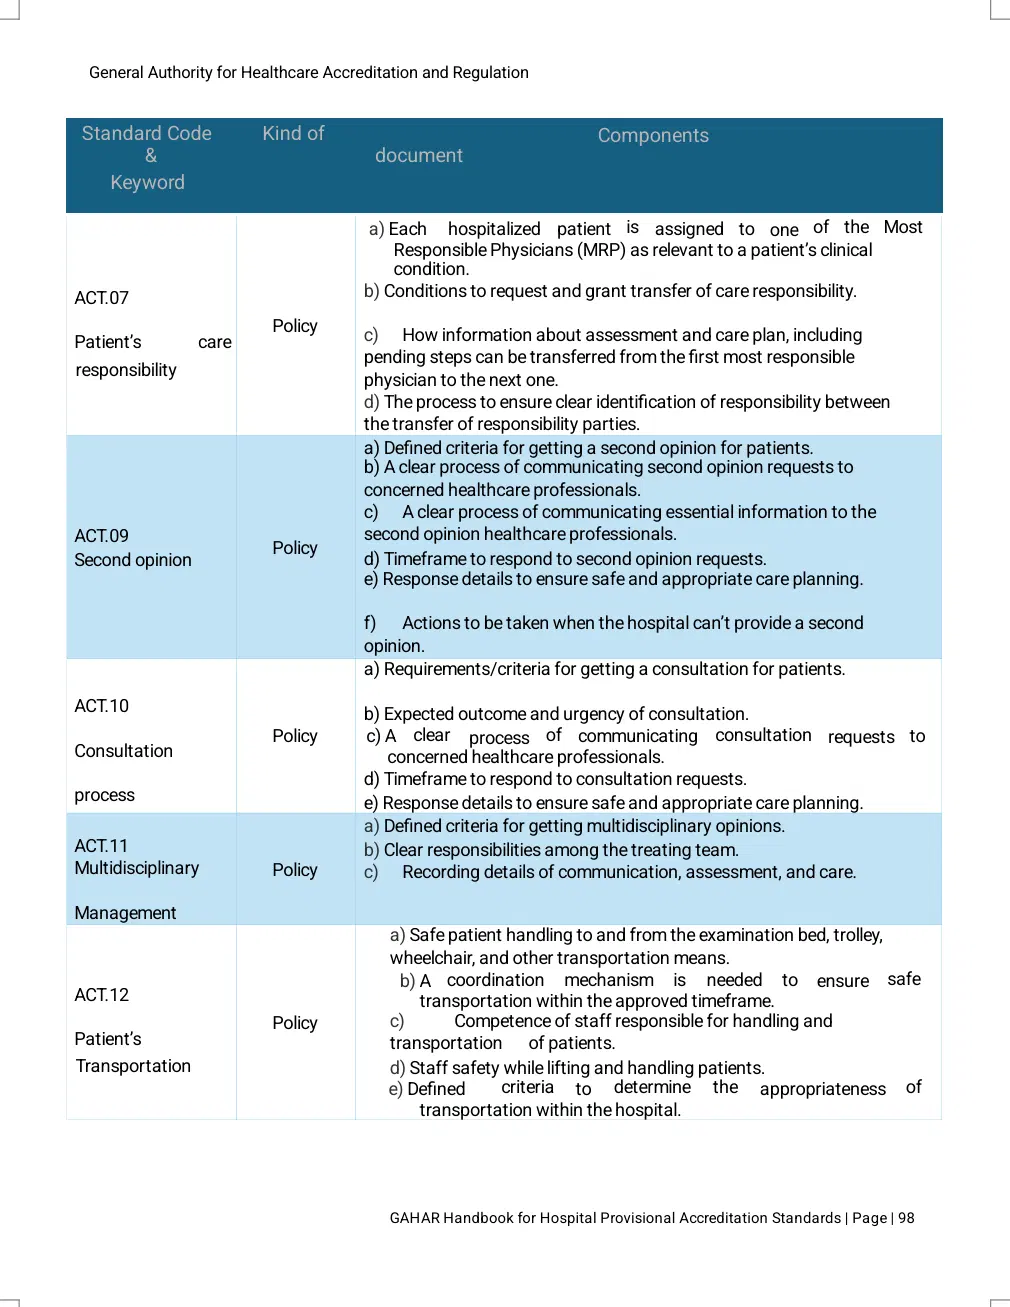 General Authority for Healthcare Accreditation and Regulation
Standard Code
&
Keyword
Kind of
document
Components
ACT.07
Patient’s care
responsibility
Policy
a) Each hospitalized patient is assigned to one of the Most
Responsible Physicians (MRP) as relevant to a patient’s clinical
condition.
b) Conditions to request and grant transfer of care responsibility.
c) How information about assessment and care plan, including
pending steps can be transferred from the first most responsible
physician to the next one.
d) The process to ensure clear identification of responsibility between
the transfer of responsibility parties.
ACT.09
Second opinion
Policy
a) Defined criteria for getting a second opinion for patients.
b) A clear process of communicating second opinion requests to
concerned healthcare professionals.
c) A clear process of communicating essential information to the
second opinion healthcare professionals.
d) Timeframe to respond to second opinion requests.
e) Response details to ensure safe and appropriate care planning.
f) Actions to be taken when the hospital can’t provide a second
opinion.
ACT.10
Consultation
process
Policy
a) Requirements/criteria for getting a consultation for patients.
b) Expected outcome and urgency of consultation.
c) A clear process of communicating consultation requests to
concerned healthcare professionals.
d) Timeframe to respond to consultation requests.
e) Response details to ensure safe and appropriate care planning.
ACT.11
Multidisciplinary
Management
Policy
a) Defined criteria for getting multidisciplinary opinions.
b) Clear responsibilities among the treating team.
c) Recording details of communication, assessment, and care.
ACT.12
Patient’s
Transportation
Policy
a) Safe patient handling to and from the examination bed, trolley,
wheelchair, and other transportation means.
b) A coordination mechanism is needed to ensure safe
transportation within the approved timeframe.
c) Competence of staff responsible for handling and
transportation of patients.
d) Staff safety while lifting and handling patients.
e) Defined criteria to determine the appropriateness of
transportation within the hospital.
GAHAR Handbook for Hospital Provisional Accreditation Standards | Page | 98